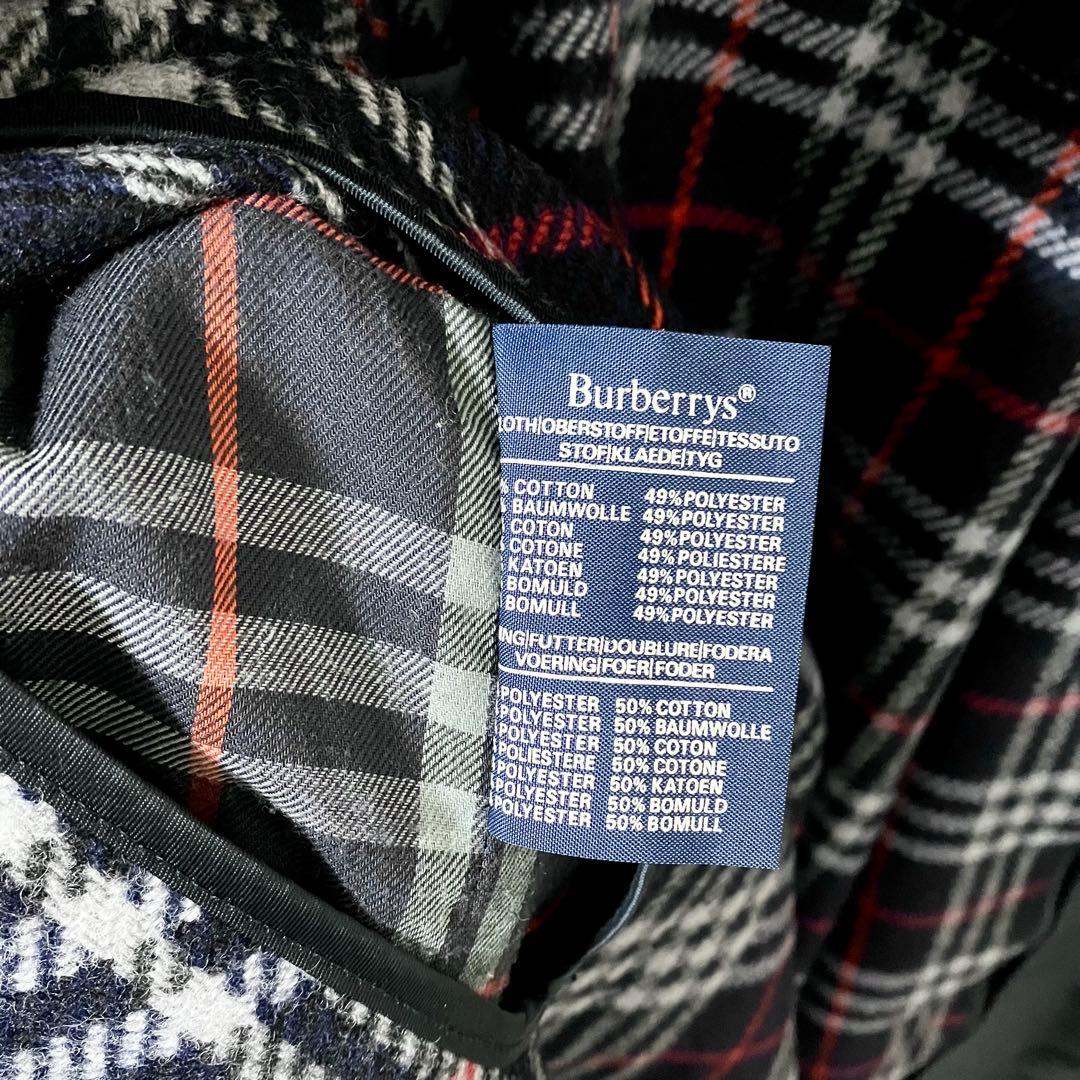 Burberrys®
OTH|OBERSTOFF|ETOFFE|TESSUTO
STOF|KLAEDE|TYG
COTTON 49%POLYESTER
BAUMWOLLE 49%POLYESTER
COTON 49%POLYESTER
COTONE 49%POLIESTERE
KATOEN 49%POLYESTER
BOMULD 49%POLYESTER
BOMULL 49%POLYESTER
NG|FUTTER|DOUBLURE|FODERA
VOERING|FOER|FODER
POLYESTER 50% COTTON
POLYESTER 50% BAUMWOLLE
POLYESTER 50% COTON
POLIESTERE 50% COTONE
POLYESTER 50% KATOEN
POLYESTER 50% BOMULD
POLYESTER 50% BOMULL